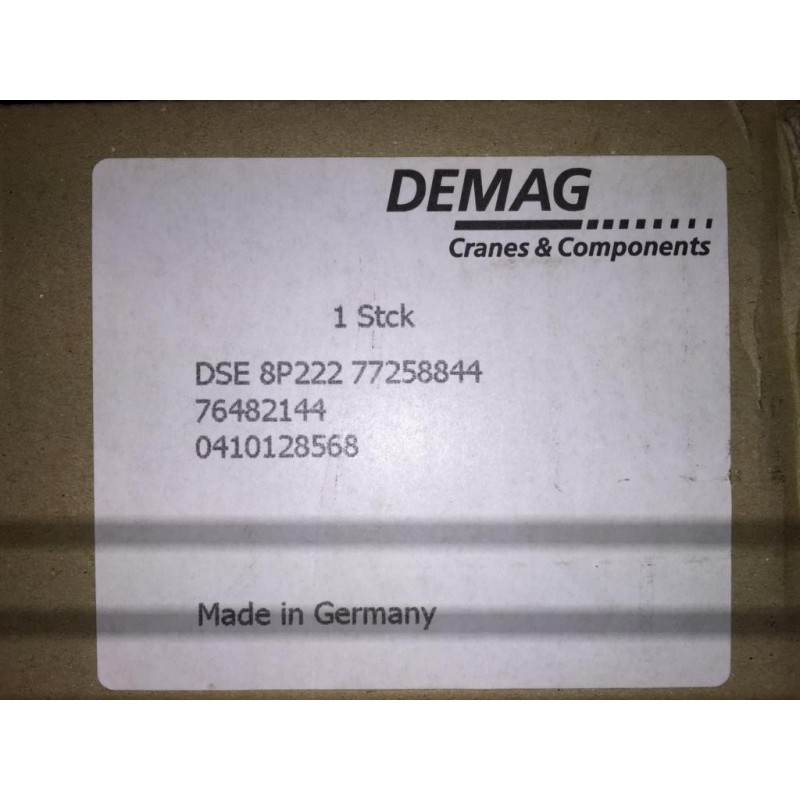 DEMAG
Cranes & Components
1 Stck
DSE 8P222 77258844
76482144
0410128568
Made in Germany